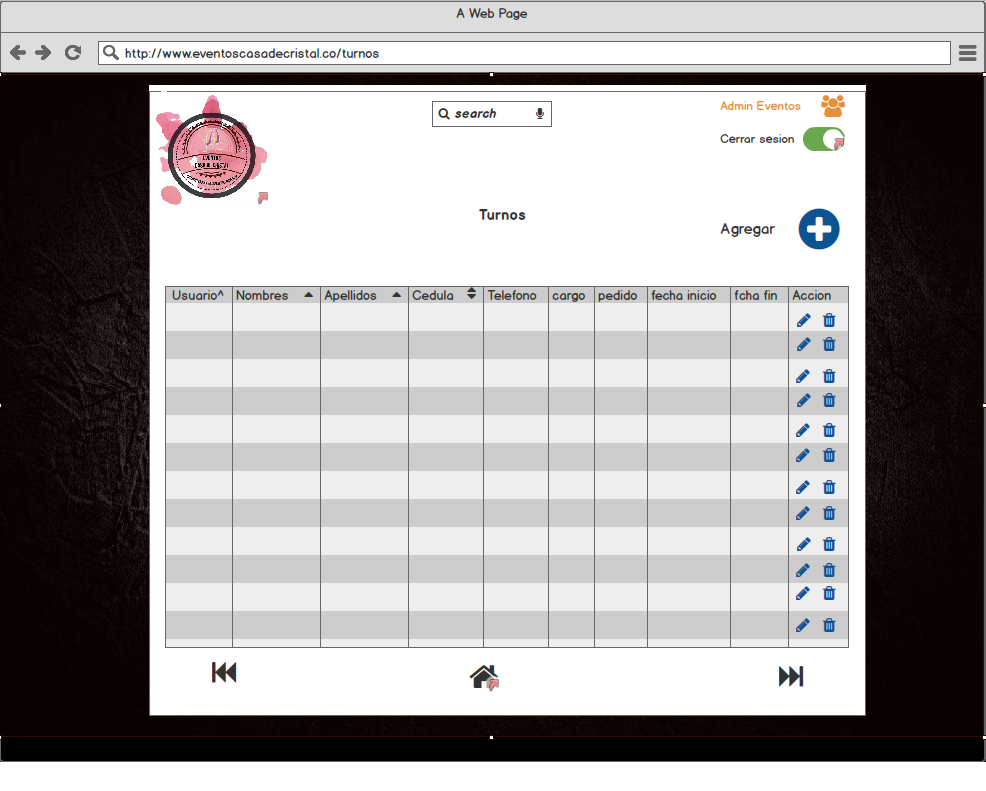 A Web Page
http://www.eventoscasadecristal.co/turnos
search
Admin Eventos
Cerrar sesion
EVENTOS
Turnos
Agregar
Usuario^ Nombres Apellidos Cedula Telefono cargo pedido fecha inicio fcha fin Accion